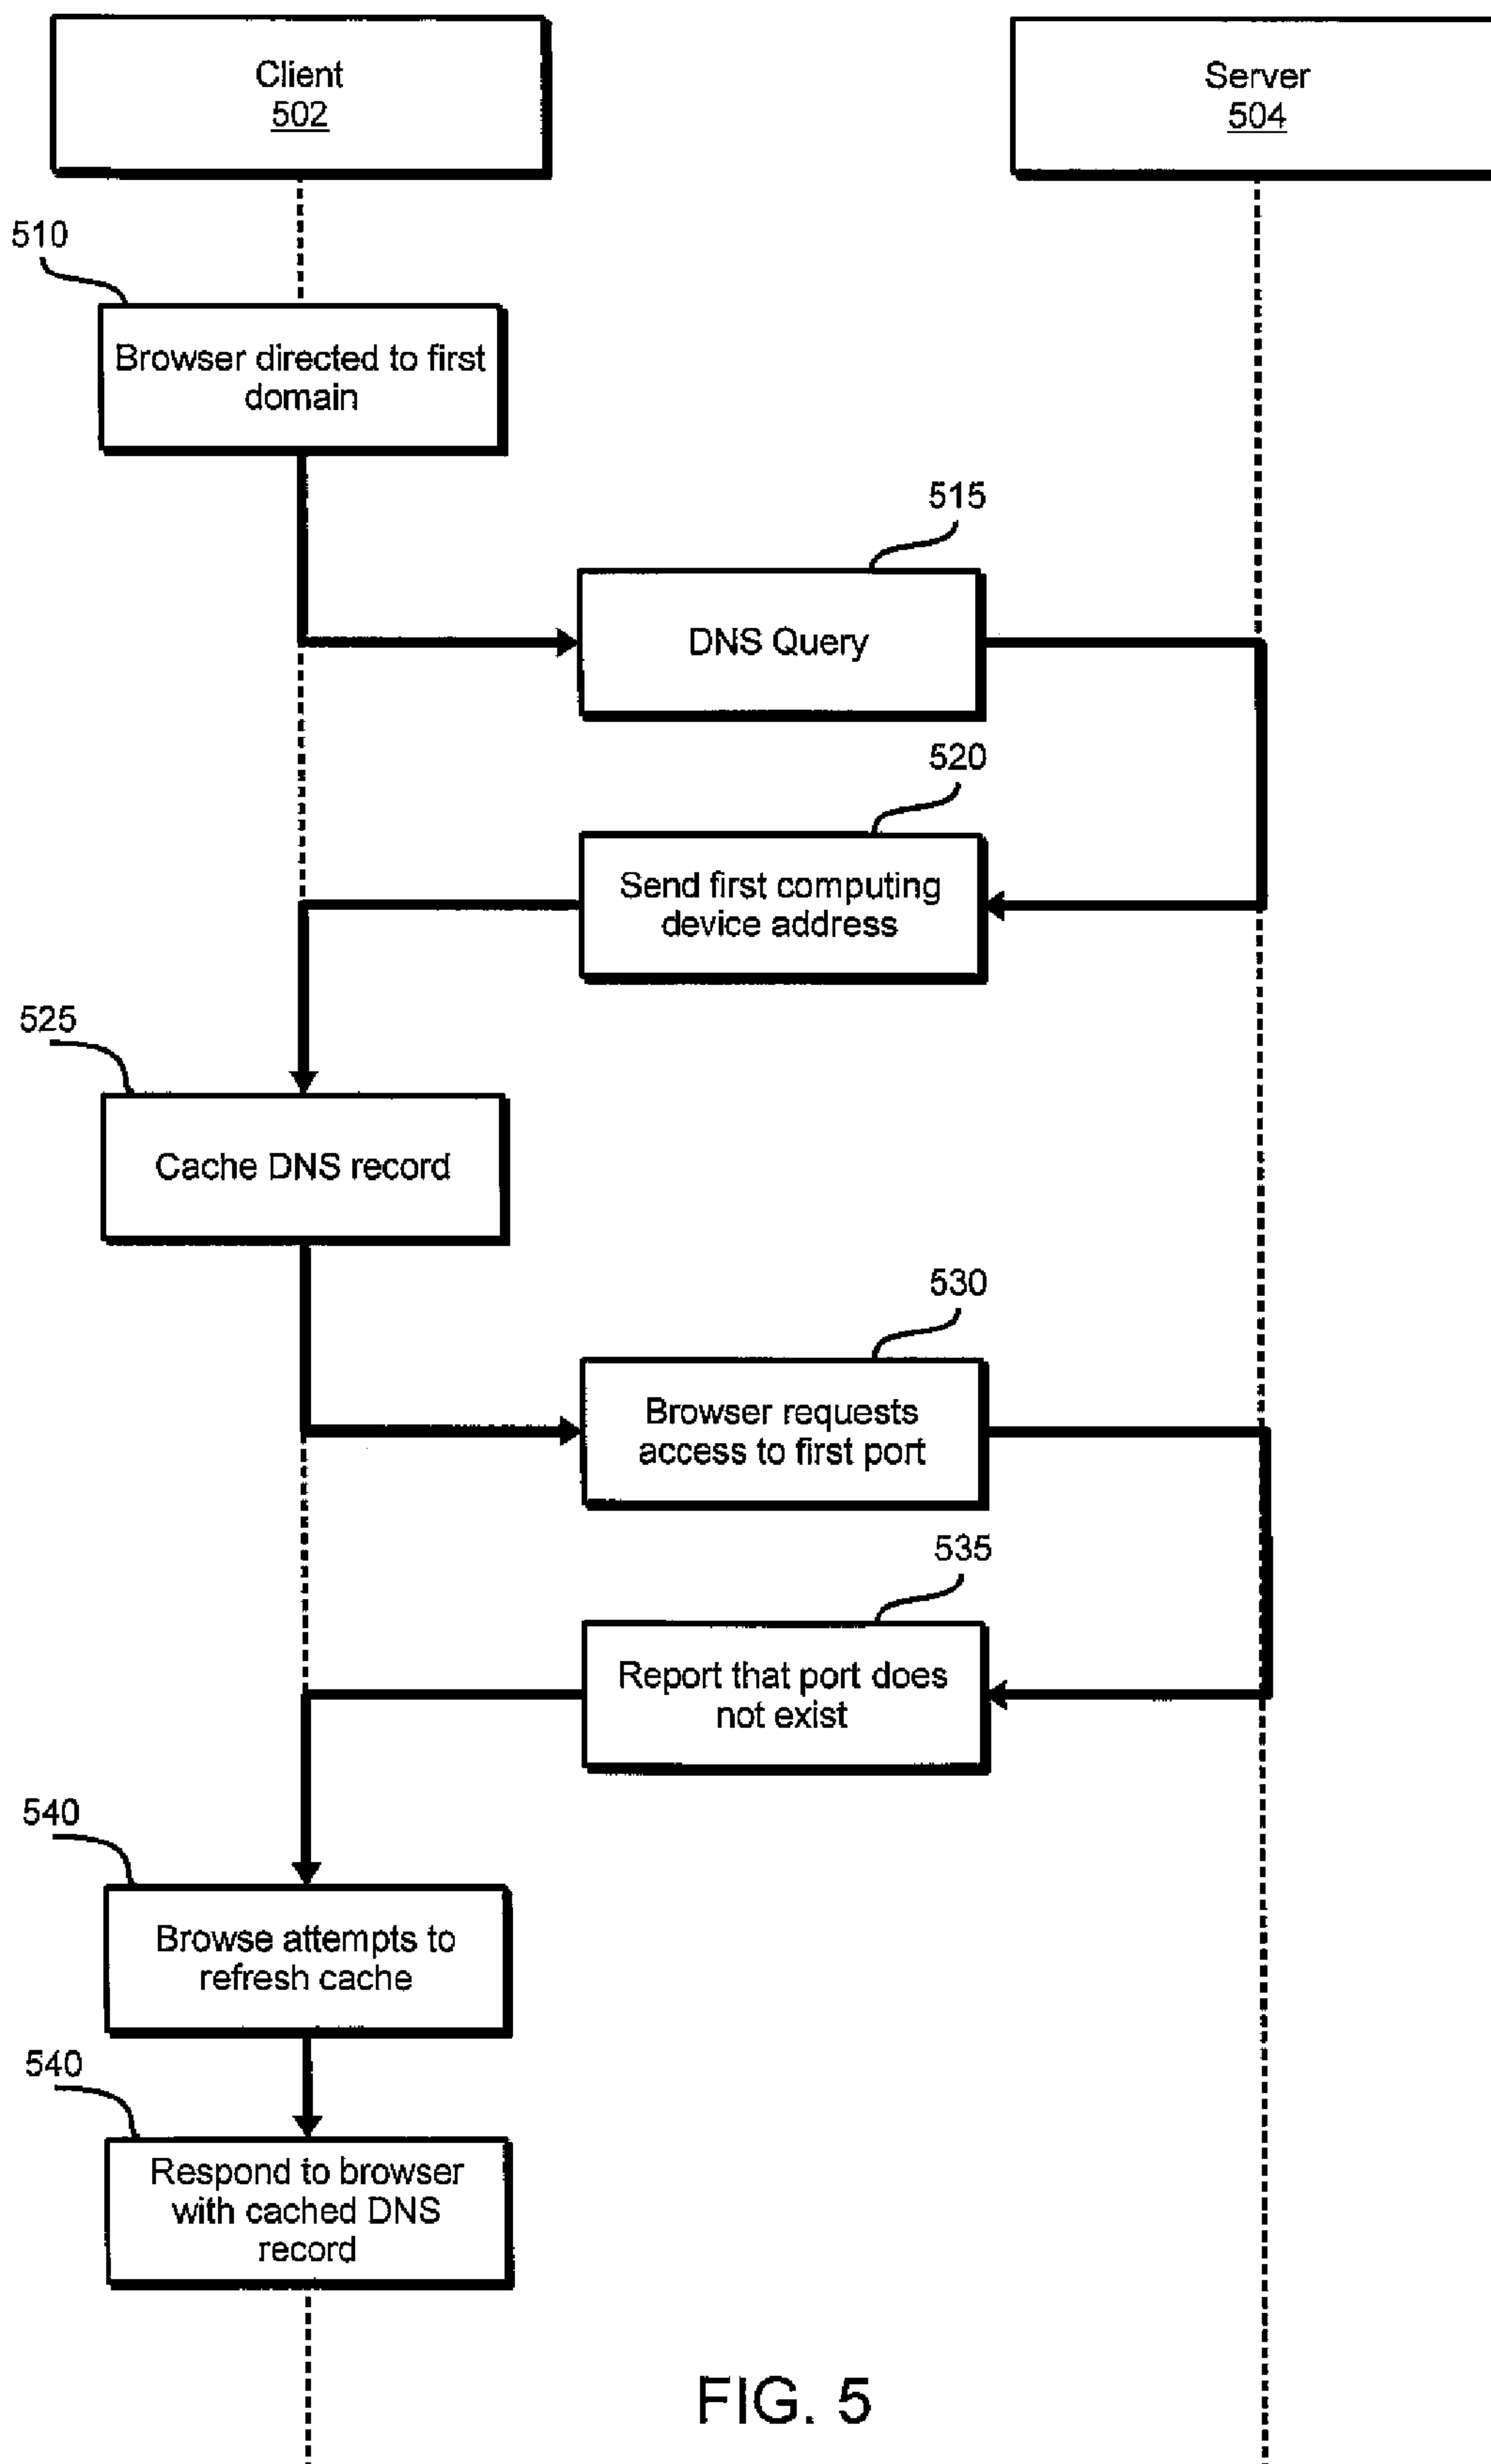 Client
502
Server
504
510
Browser directed to first
domain
515
DNS Query
520
Send first computing
device address
525
Cache DNS record
530
Browser requests
access to first port
535
Report that port does
not exist
540
Browse attempts to
refresh cache
540
Respond to browser
with cached DNS
record
FIG. 5